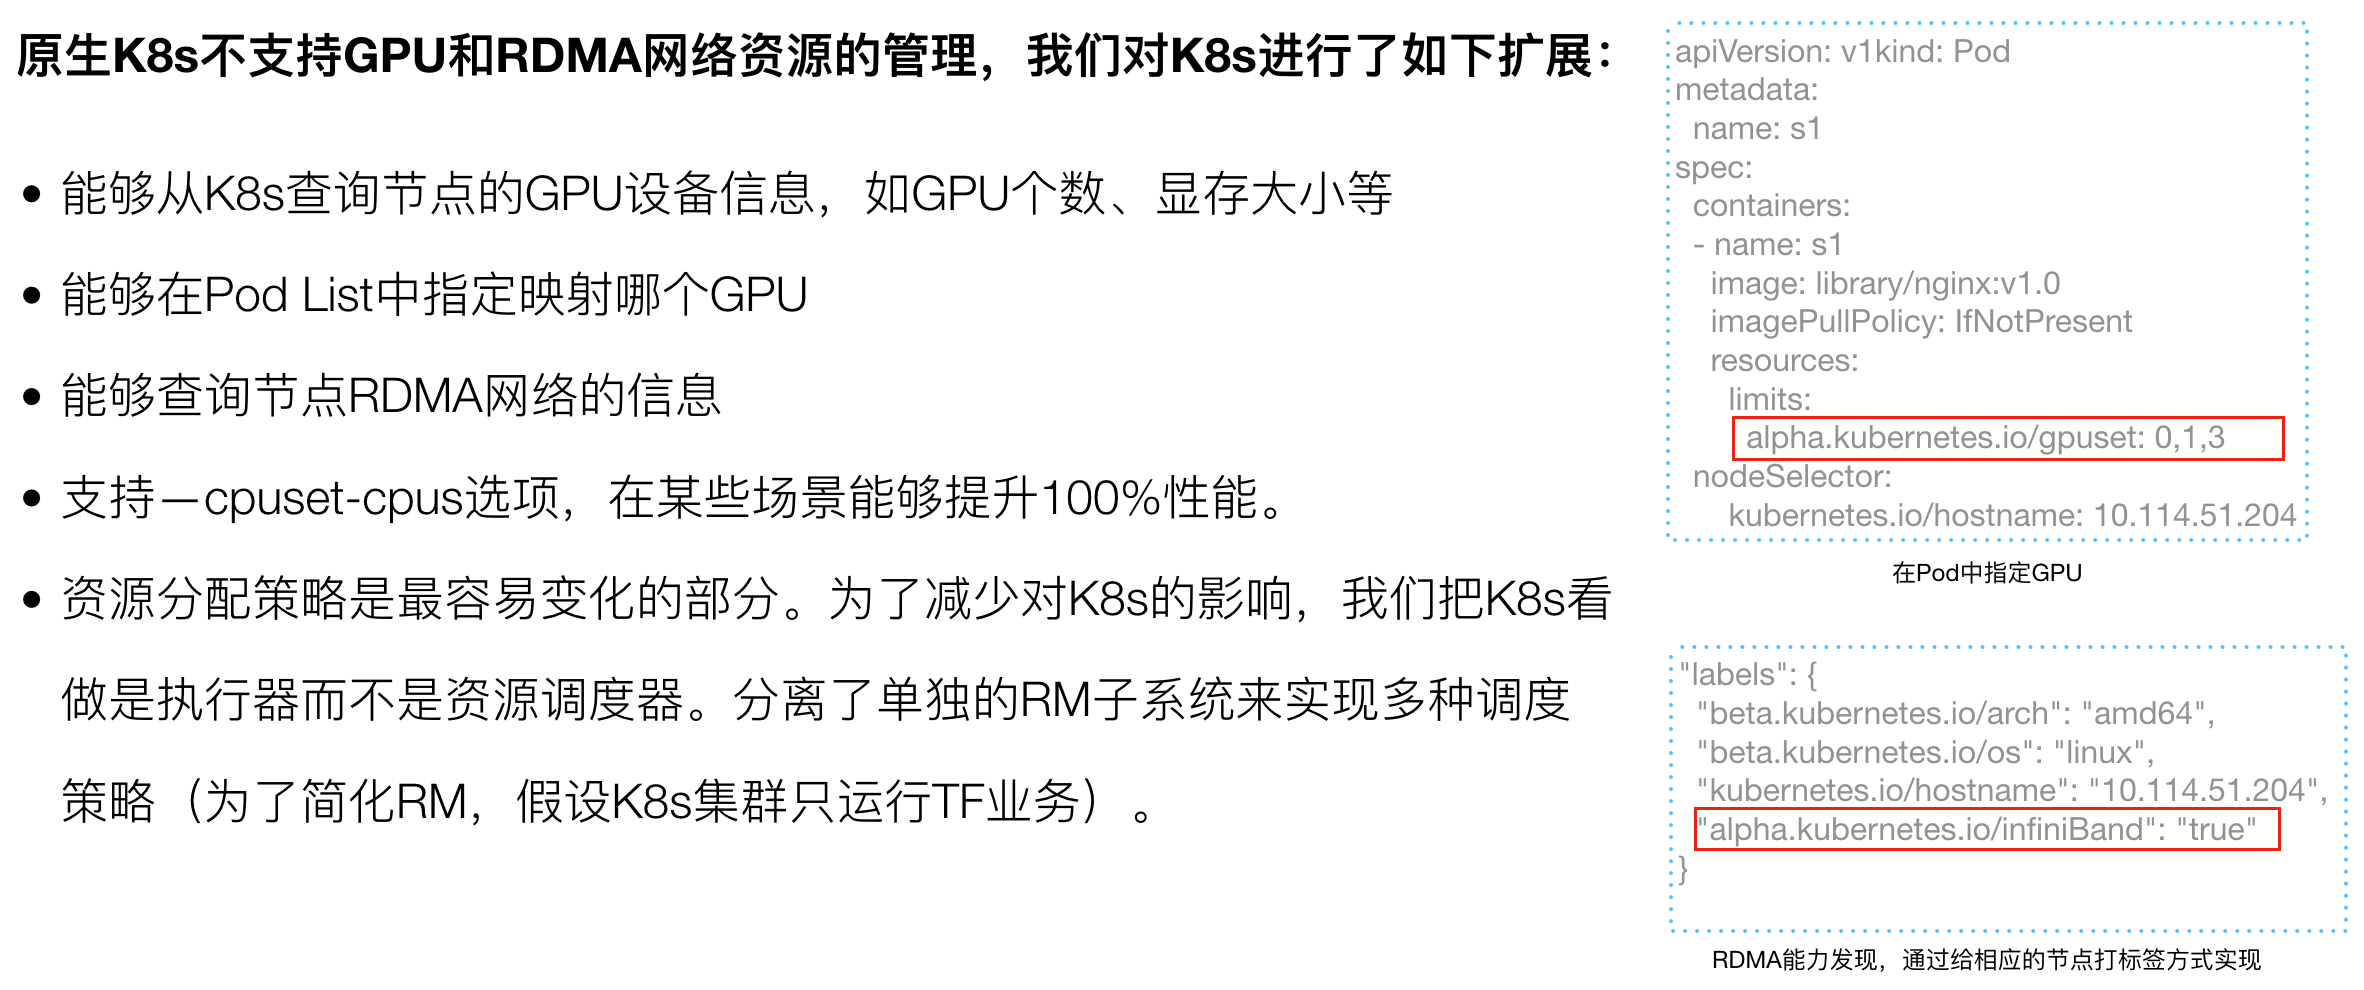 原生K8s不支持GPU和RDMA网络资源的管理，我们对K8s进行了如下扩展：
• 能够从K8s查询节点的GPU设备信息，如GPU个数、显存大小等
• 能够在Pod List中指定映射哪个GPU
• 能够查询节点RDMA网络的信息
• 支持—cpuset-cpus选项，在某些场景能够提升100%性能。
• 资源分配策略是最容易变化的部分。为了减少对K8s的影响，我们把K8s看
做是执行器而不是资源调度器。分离了单独的RM子系统来实现多种调度
策略（为了简化RM，假设K8s集群只运行TF业务）。
apiVersion: v1kind: Pod
metadata:
  name: s1
spec:
  containers:
  - name: s1
    image: library/nginx:v1.0
    imagePullPolicy: IfNotPresent
    resources:
      limits:
        alpha.kubernetes.io/gpuset: 0,1,3
  nodeSelector:
      kubernetes.io/hostname: 10.114.51.204
在Pod中指定GPU
"labels": {
  "beta.kubernetes.io/arch": "amd64",
  "beta.kubernetes.io/os": "linux",
  "kubernetes.io/hostname": "10.114.51.204",
  "alpha.kubernetes.io/infiniBand": "true"
}
RDMA能力发现，通过给相应的节点打标签方式实现